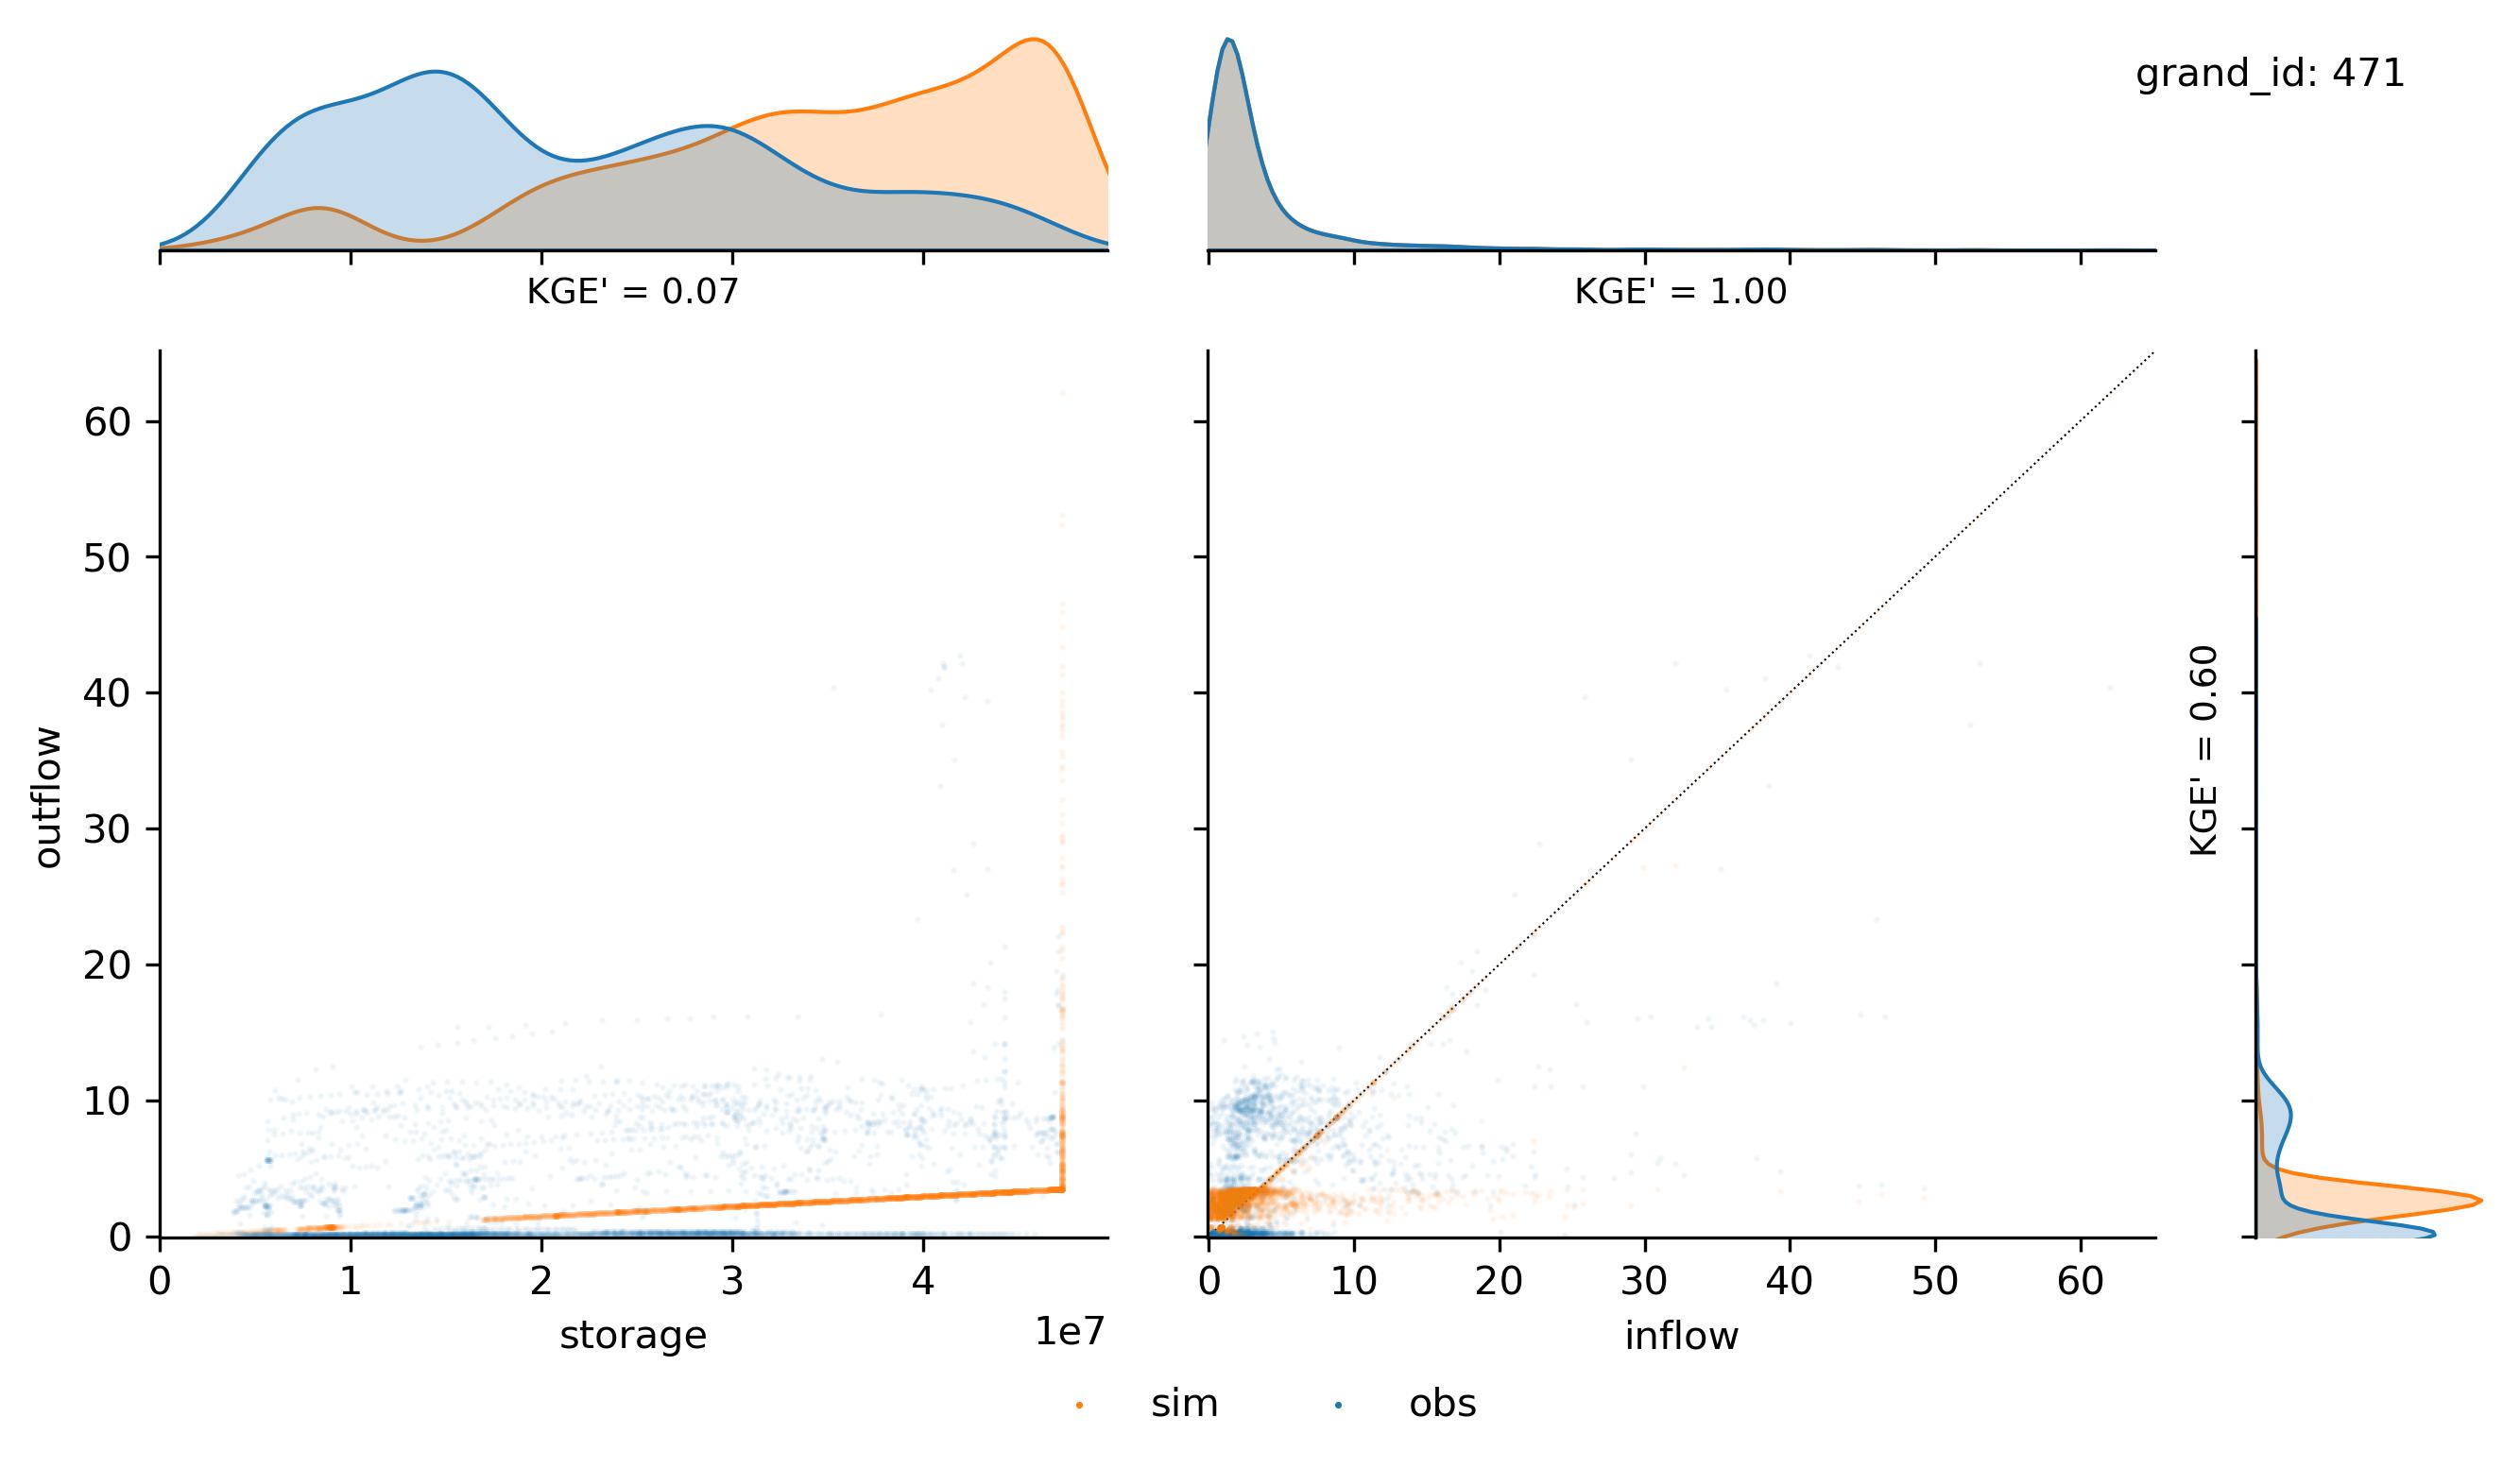 grand_id: 471
KGE' = 0.07
KGE' = 1.00
60
50
40
30
20
10
0
outflow
KGE' = 0.60
0 1 2 3 4
1e7
storage
0 10 20 30 40 50 60
inflow
sim obs